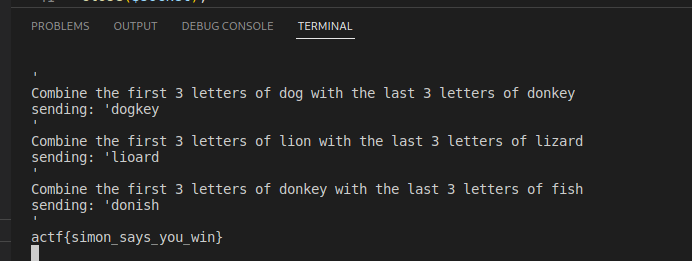 PROBLEMS OUTPUT DEBUG CONSOLE TERMINAL
'
Combine the first 3 letters of dog with the last 3 letters of donkey
sending: 'dogkey
'
Combine the first 3 letters of lion with the last 3 letters of lizard
sending: 'lioard
'
Combine the first 3 letters of donkey with the last 3 letters of fish
sending: 'donish
'
actf{simon_says_you_win}